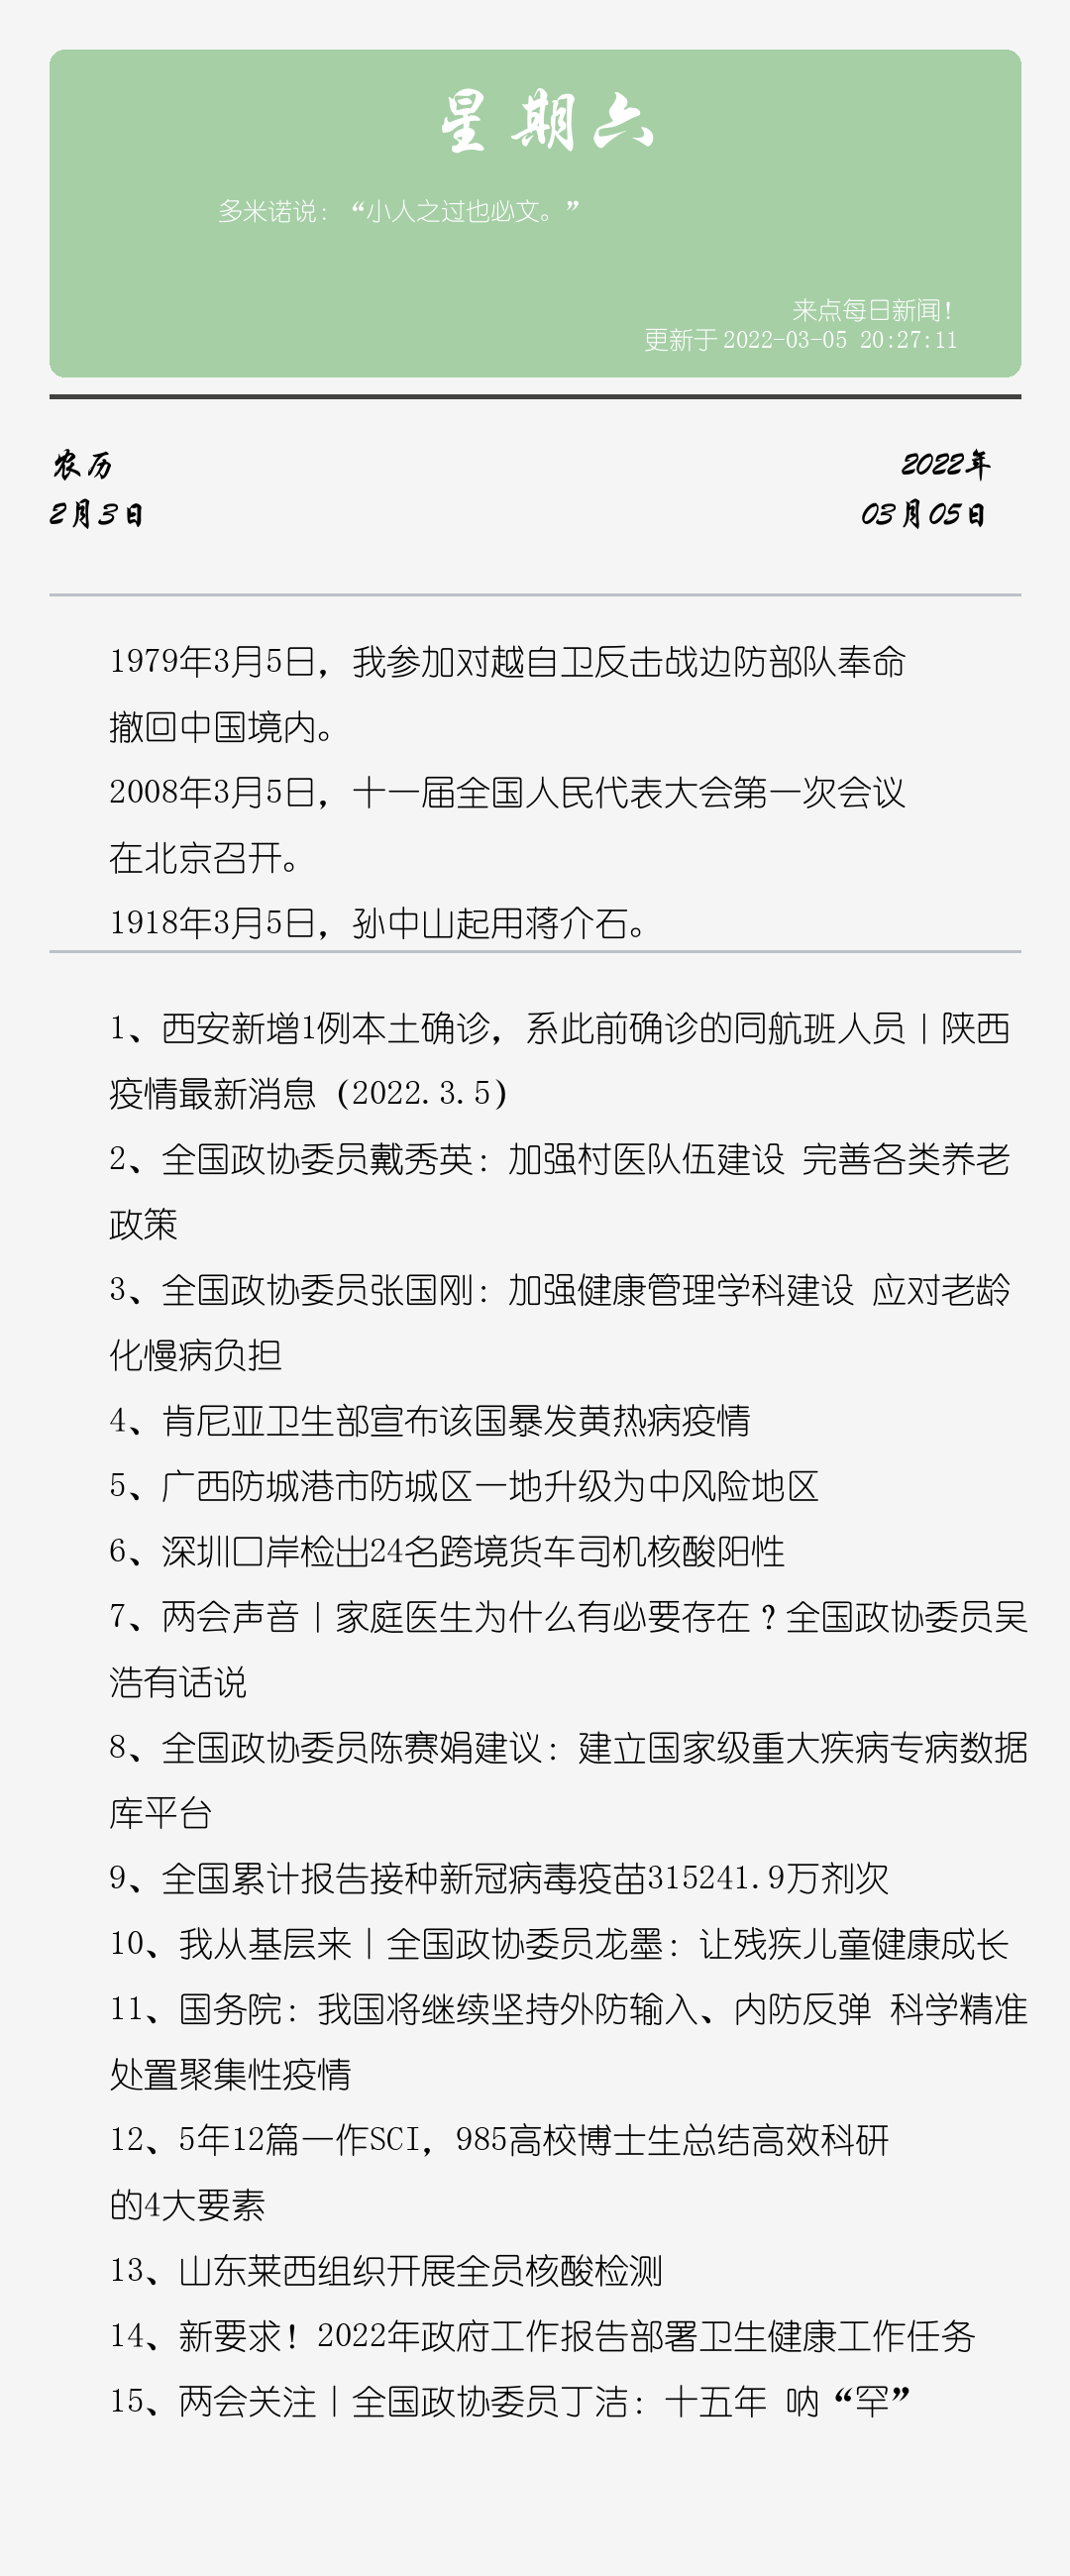 星期六
多米诺说：“小人之过也必文。”
来点每日新闻！
更新于 2022-03-05 20:27:11
农历
2022年
2月3日
03月05日
1979年3月5日，我参加对越自卫反击战边防部队奉命
撤回中国境内。
2008年3月5日，十一届全国人民代表大会第一次会议
在北京召开。
1918年3月5日，孙中山起用蒋介石。
1、西安新增1例本土确诊，系此前确诊的同航班人员丨陕西
疫情最新消息（2022.3.5）
2、全国政协委员戴秀英：加强村医队伍建设 完善各类养老
政策
3、全国政协委员张国刚：加强健康管理学科建设 应对老龄
化慢病负担
4、肯尼亚卫生部宣布该国暴发黄热病疫情
5、广西防城港市防城区一地升级为中风险地区
6、深圳口岸检出24名跨境货车司机核酸阳性
7、两会声音丨家庭医生为什么有必要存在？全国政协委员吴
浩有话说
8、全国政协委员陈赛娟建议：建立国家级重大疾病专病数据
库平台
9、全国累计报告接种新冠病毒疫苗315241.9万剂次
10、我从基层来丨全国政协委员龙墨：让残疾儿童健康成长
11、国务院：我国将继续坚持外防输入、内防反弹 科学精准
处置聚集性疫情
12、5年12篇一作SCI，985高校博士生总结高效科研
的4大要素
13、山东莱西组织开展全员核酸检测
14、新要求！2022年政府工作报告部署卫生健康工作任务
15、两会关注丨全国政协委员丁洁：十五年 呐“罕”